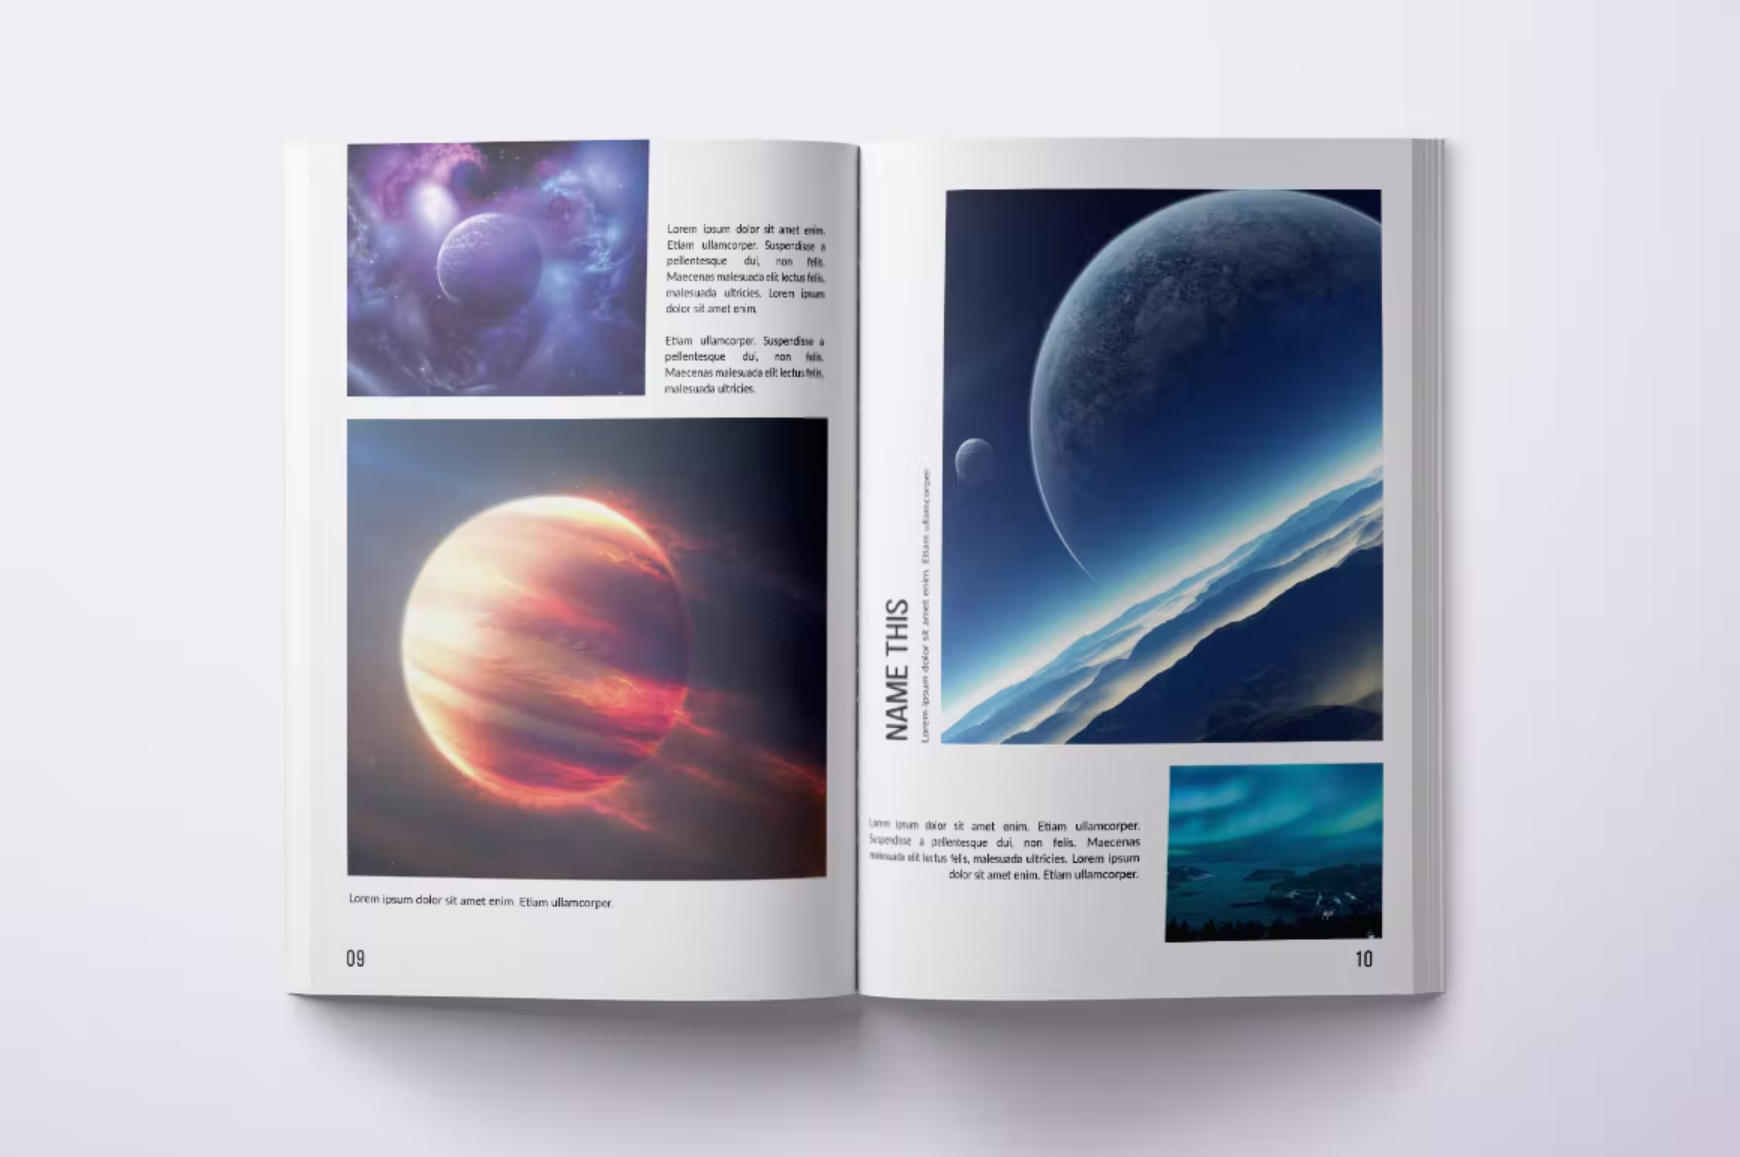 Lorem ipsum dolor sit amet enim.
Etiam ullamcorper. Suspendisse a
pellentesque dui, non felis.
Maecenas malesuada elit lectus felis,
malesuada ultricies. Lorem ipsum
dolor sit amet enim.
Etiam ullamcorper. Suspendisse a
pellentesque dui, non felis.
Maecenas malesuada elit lectus felis,
malesuada ultricies.
Lorem ipsum dolor sit amet enim. Etiam ullamcorper.
09
NAME THIS
Lorem ipsum dolor sit amet enim. Etiam ullamcorper
Lorem ipsum dolor sit amet enim. Etiam ullamcorper.
Suspendisse a pellentesque dui, non felis. Maecenas
malesuada elit lectus felis, malesuada ultricies. Lorem ipsum
dolor sit amet enim. Etiam ullamcorper.
10